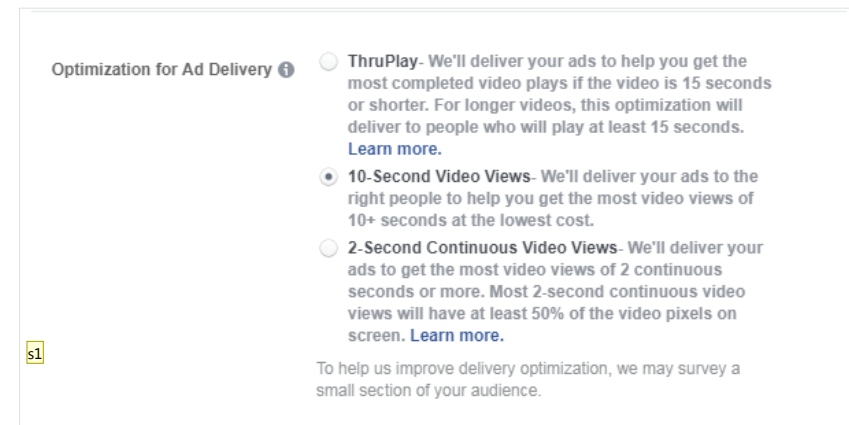 Optimization for Ad Delivery
ThruPlay- We'll deliver your ads to help you get the
most completed video plays if the video is 15 seconds
or shorter. For longer videos, this optimization will
deliver to people who will play at least 15 seconds.
Learn more.
10-Second Video Views- We'll deliver your ads to the
right people to help you get the most video views of
10+ seconds at the lowest cost.
2-Second Continuous Video Views- We'll deliver your
ads to get the most video views of 2 continuous
seconds or more. Most 2-second continuous video
views will have at least 50% of the video pixels on
screen. Learn more.
s1
To help us improve delivery optimization, we may survey a
small section of your audience.